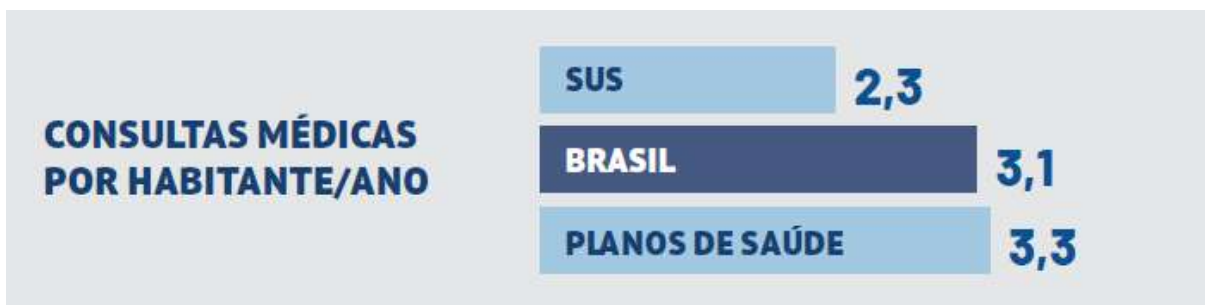 CONSULTAS MÉDICAS
POR HABITANTE/ANO
SUS 2,3
BRASIL 3,1
PLANOS DE SAÚDE 3,3